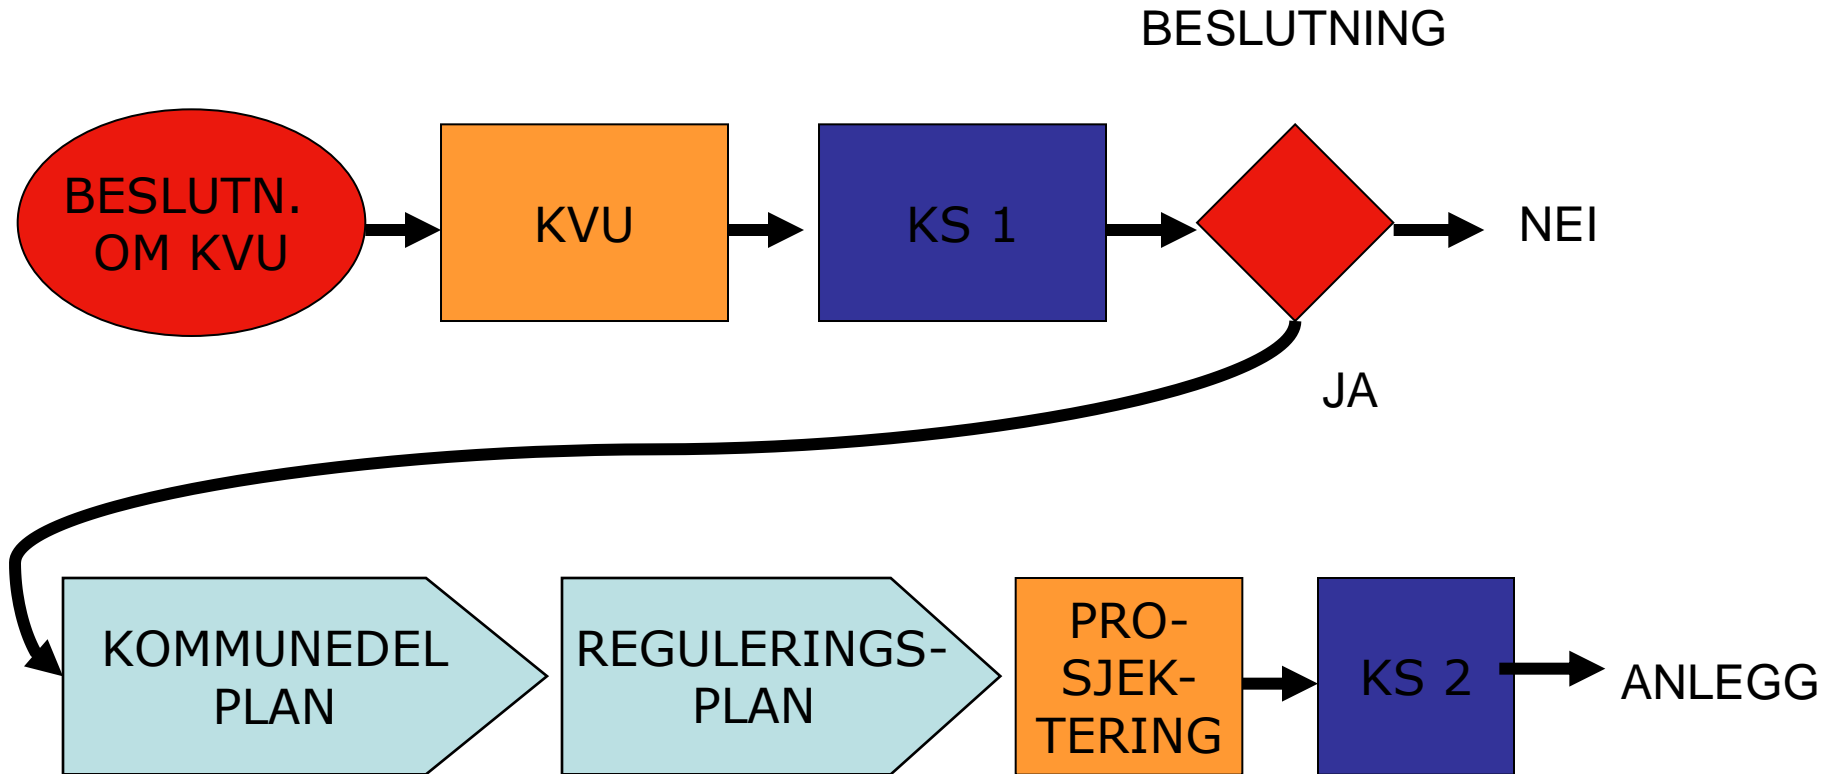 BESLUTNING
BESLUTN.
OM KVU
KVU
KS 1
NEI
JA
KOMMUNEDEL
PLAN
REGULERINGS-
PLAN
PRO-
SJEK-
TERING
KS 2
ANLEGG